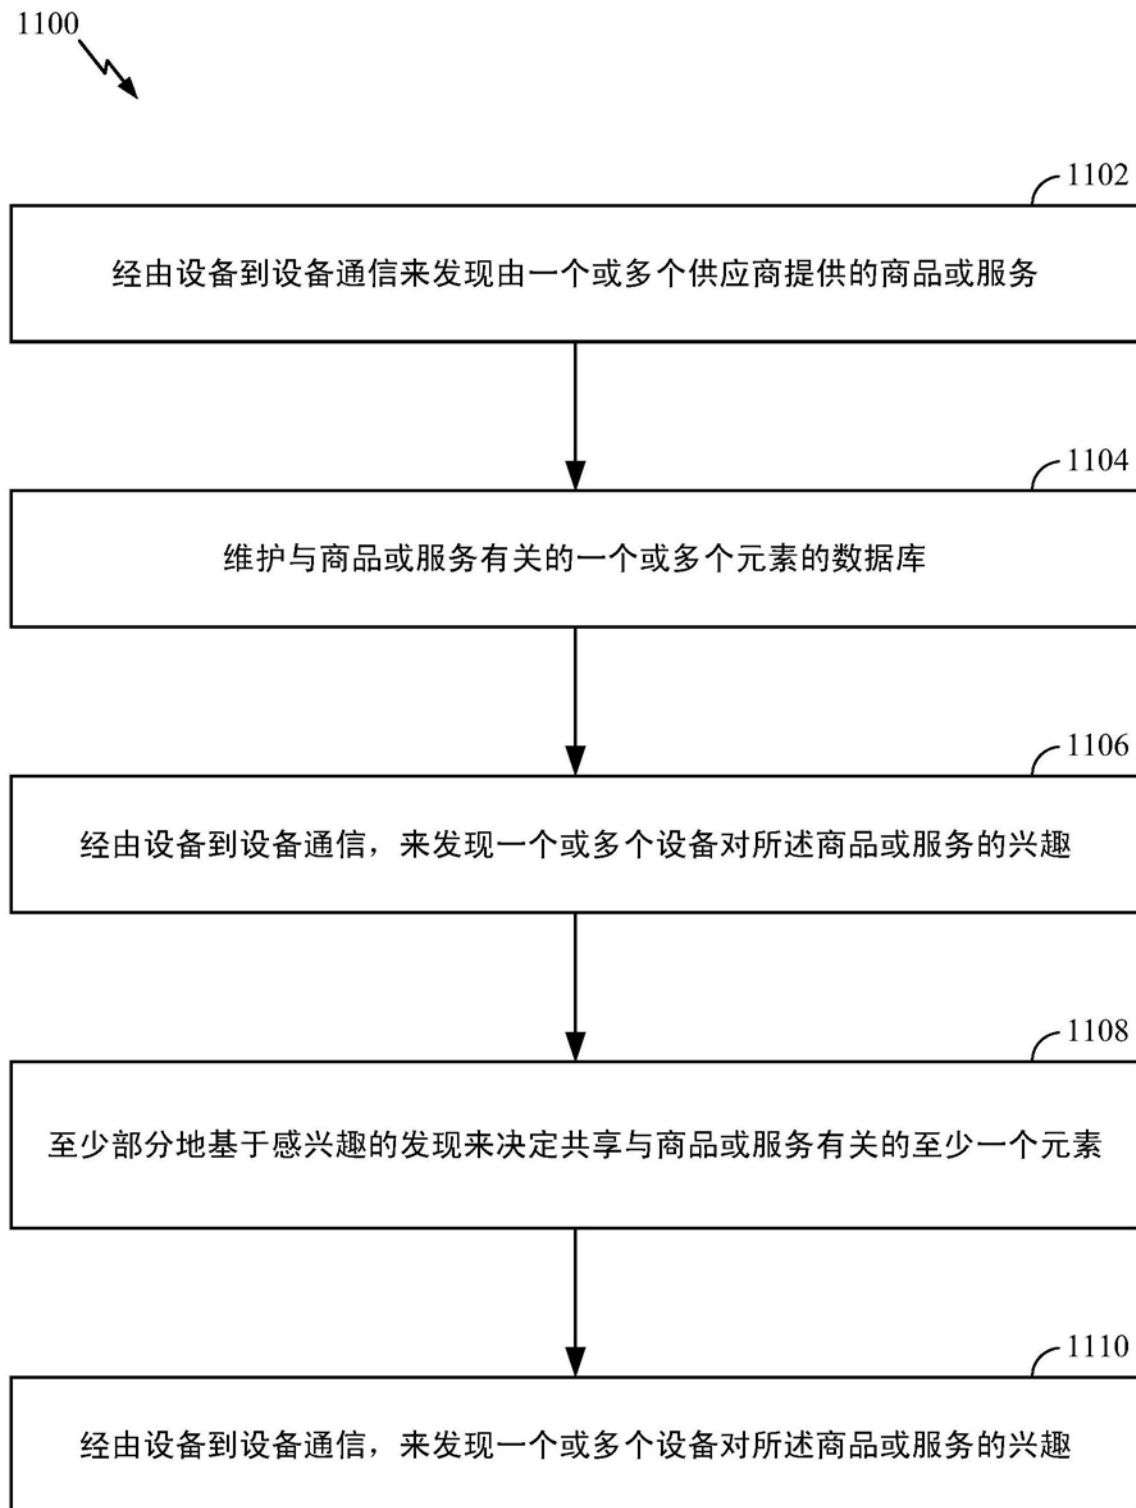 1100
1102
经由设备到设备通信来发现由一个或多个供应商提供的商品或服务
1104
维护与商品或服务有关的一个或多个元素的数据库
1106
经由设备到设备通信，来发现一个或多个设备对所述商品或服务的兴趣
1108
至少部分地基于感兴趣的发现来决定共享与商品或服务有关的至少一个元素
1110
经由设备到设备通信，来发现一个或多个设备对所述商品或服务的兴趣